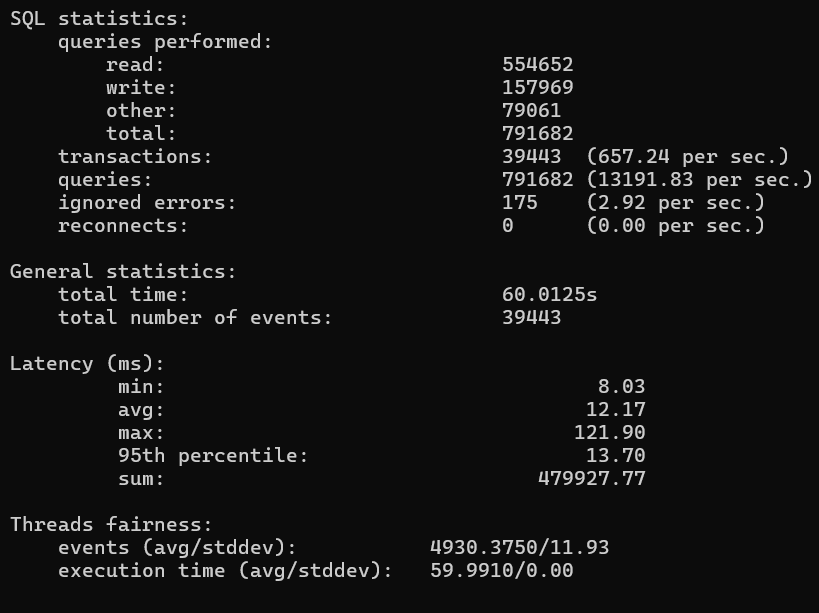 SQL statistics:
    queries performed:
        read:                            554652
        write:                           157969
        other:                           79061
        total:                           791682
    transactions:                        39443  (657.24 per sec.)
    queries:                             791682 (13191.83 per sec.)
    ignored errors:                      175    (2.92 per sec.)
    reconnects:                          0      (0.00 per sec.)

General statistics:
    total time:                          60.0125s
    total number of events:              39443

Latency (ms):
         min:                                    8.03
         avg:                                   12.17
         max:                                  121.90
         95th percentile:                       13.70
         sum:                               479927.77

Threads fairness:
    events (avg/stddev):           4930.3750/11.93
    execution time (avg/stddev):   59.9910/0.00